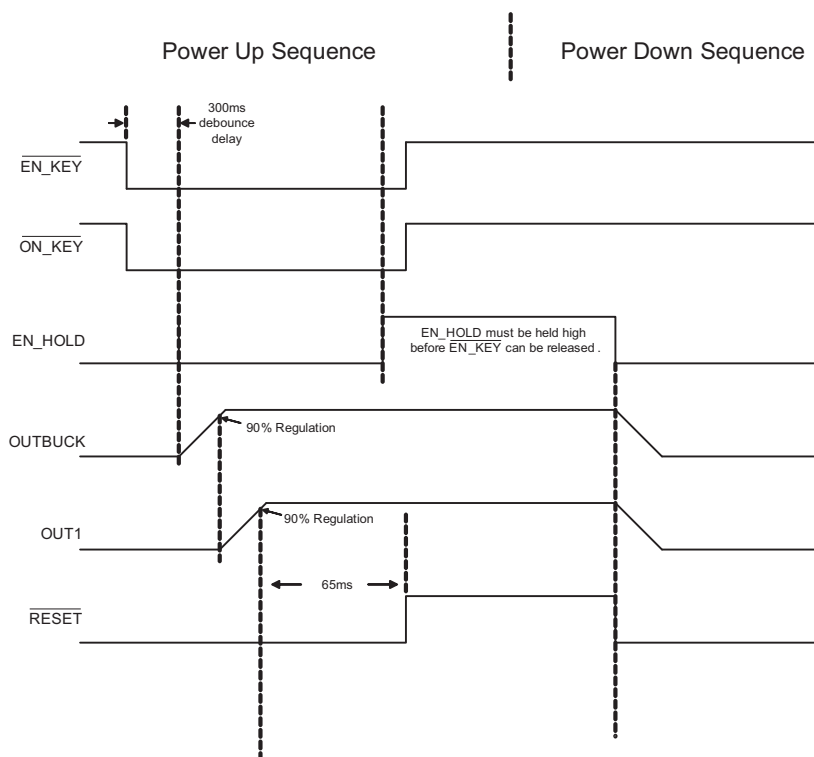 Power Up Sequence
Power Down Sequence
300ms
debounce
delay
EN_KEY
ON_KEY
EN_HOLD
EN_HOLD must be held high
before EN_KEY can be released .
OUTBUCK
90% Regulation
OUT1
90% Regulation
65ms
RESET